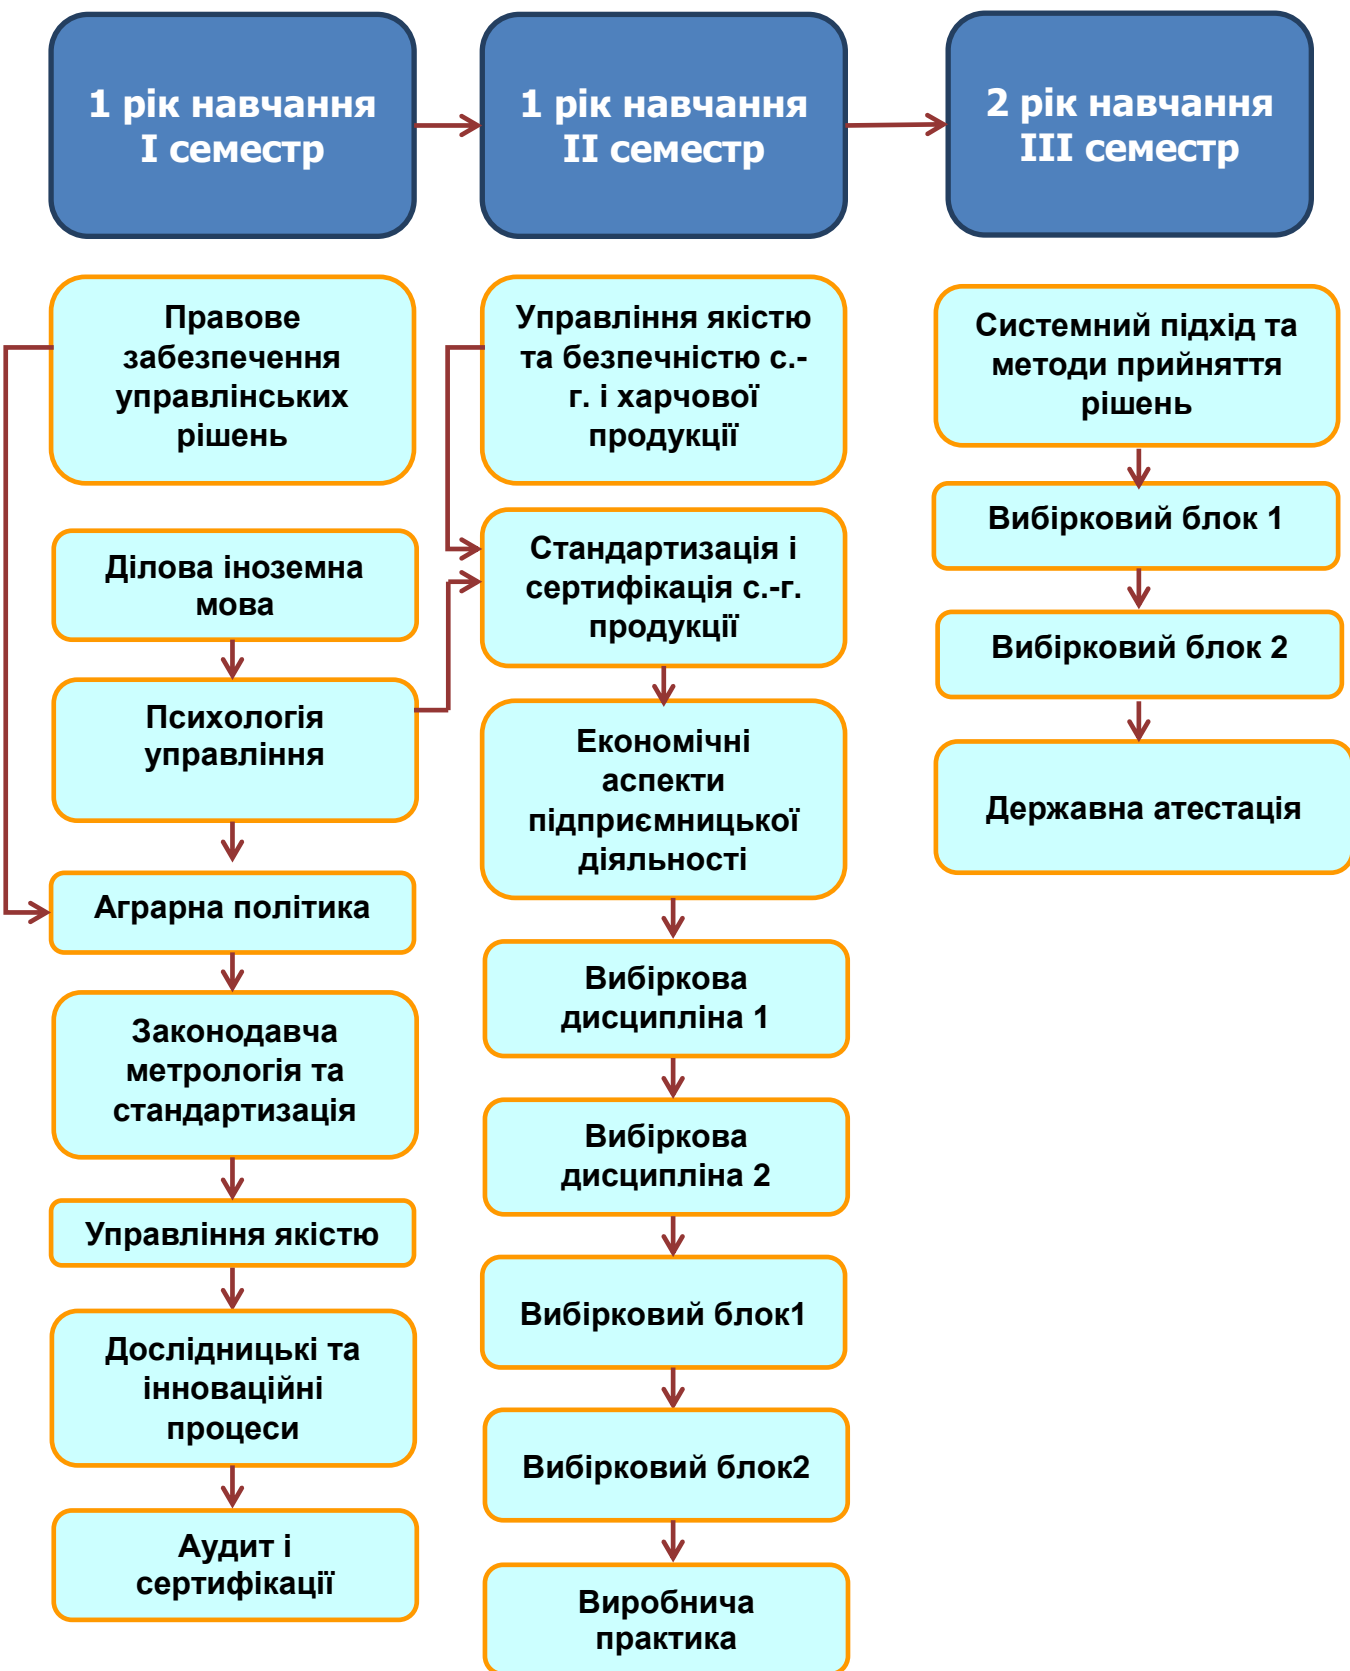 1 рік навчання
I семестр
1 рік навчання
II семестр
2 рік навчання
III семестр
Правове
забезпечення
управлінських
рішень
Ділова іноземна
мова
Психологія
управління
Аграрна політика
Законодавча
метрологія та
стандартизація
Управління якістю
Дослідницькі та
інноваційні
процеси
Аудит і
сертифікації
Управління якістю
та безпечністю с.-
г. і харчової
продукції
Стандартизація і
сертифікація с.-г.
продукції
Економічні
аспекти
підприємницької
діяльності
Вибіркова
дисципліна 1
Вибіркова
дисципліна 2
Вибірковий блок1
Вибірковий блок2
Виробнича
практика
Системний підхід та
методи прийняття
рішень
Вибірковий блок 1
Вибірковий блок 2
Державна атестація